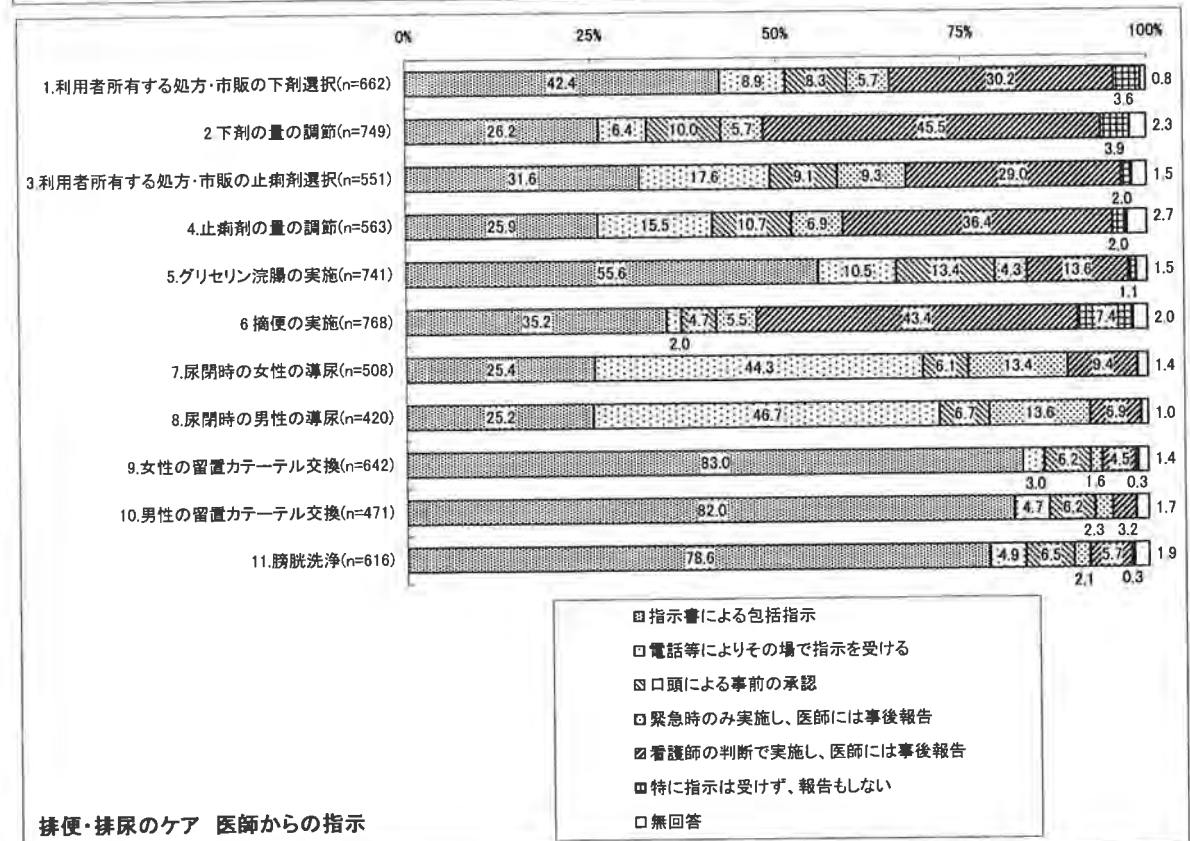 0% 25% 50% 75% 100%
1.利用者所有する処方・市販の下剤選択(n=662) 42.4 8.9 8.3 5.7 30.2 3.6 0.8
2下剤の量の調節(n=749) 26.2 6.4 10.0 5.7 45.5 3.9 2.3
3利用者所有する処方・市販の止痢剤選択(n=551) 31.6 17.6 9.1 9.3 29.0 2.0 1.5
4.止痢剤の量の調節(n=563) 25.9 15.5 10.7 6.9 36.4 2.0 2.7
5.グリセリン浣腸の実施(n=741) 55.6 10.5 13.4 4.3 13.6 1.1 1.5
6摘便の実施(n=768) 35.2 2.0 4.7 5.5 43.4 7.4 2.0
7.尿閉時の女性の導尿(n=508) 25.4 44.3 6.1 13.4 9.4 1.4
8.尿閉時の男性の導尿(n=420) 25.2 46.7 6.7 13.6 6.9 1.0
9.女性の留置カテーテル交換(n=642) 83.0 3.0 6.2 1.6 4.5 0.3 1.4
10.男性の留置カテーテル交換(n=471) 82.0 4.7 6.2 2.3 3.2 1.7
11.膀胱洗浄(n=616) 78.6 4.9 6.5 2.1 5.7 0.3 1.9
指示書による包括指示
電話等によりその場で指示を受ける
口頭による事前の承認
緊急時のみ実施し、医師には事後報告
看護師の判断で実施し、医師には事後報告
特に指示は受けず、報告もしない
無回答
排便・排尿のケア 医師からの指示